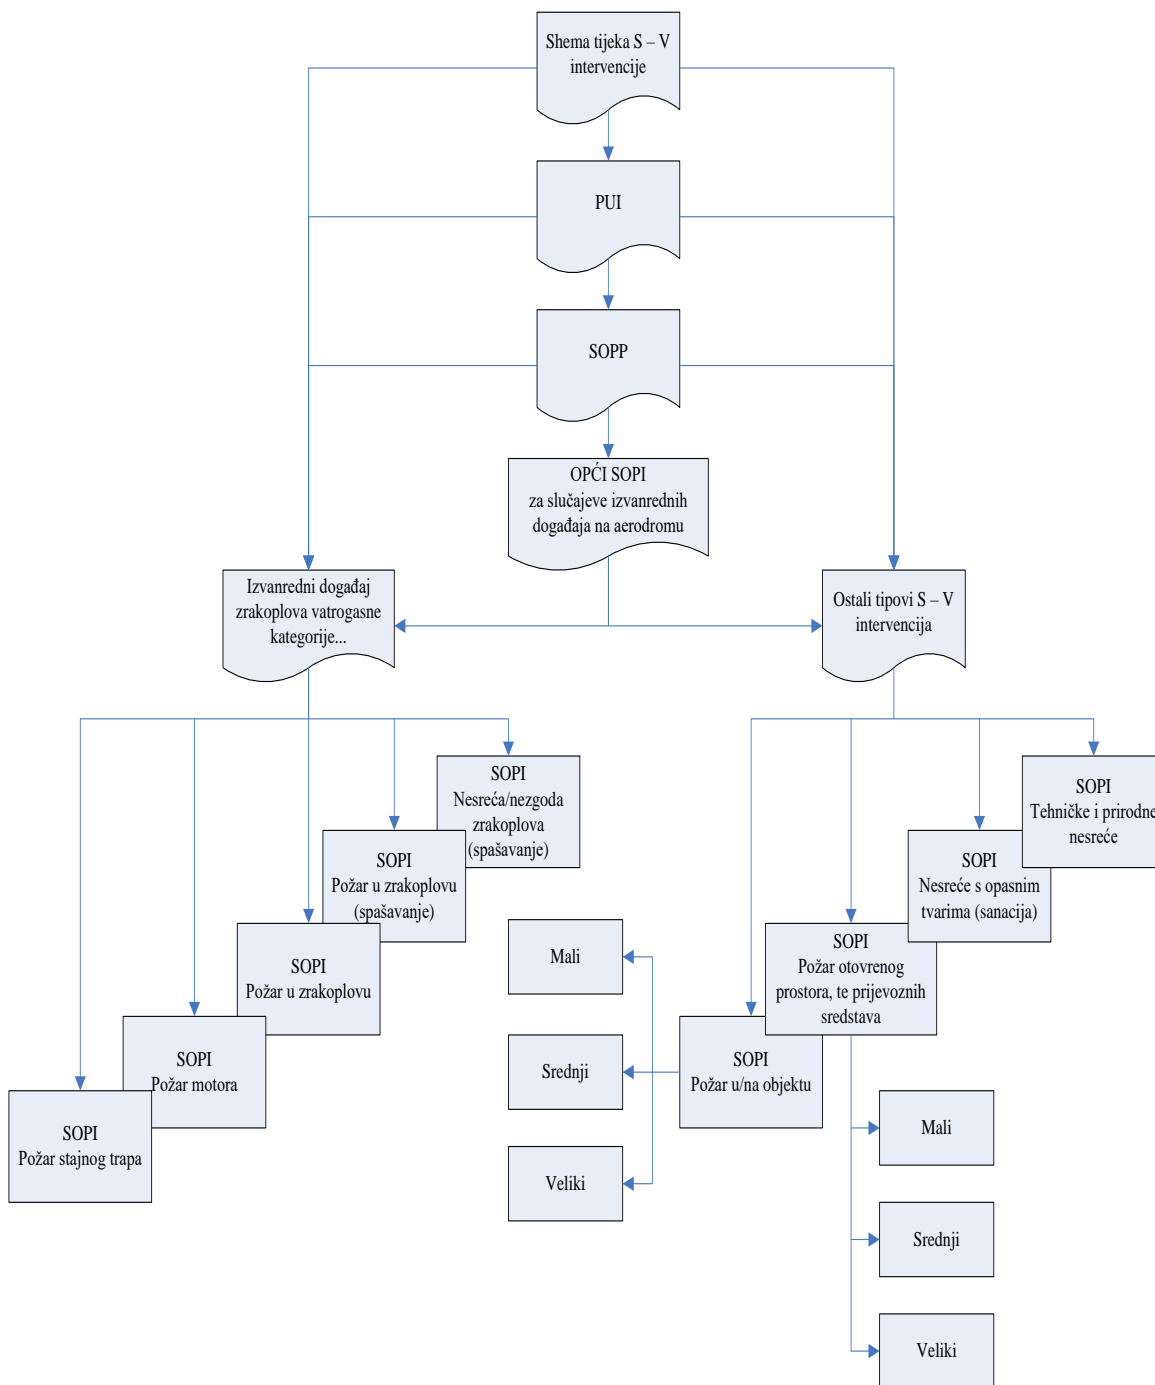 Shema tijeka S – V
intervencije
PUI
SOPP
OPĆI SOPI
za slučajeve izvanrednih
događaja na aerodromu
Izvanredni događaj
zrakoplova vatrogasne
kategorije...
Ostali tipovi S – V
intervencija
SOPI
Nesreća/nezgoda
zrakoplova
(spašavanje)
SOPI
Požar u zrakoplovu
(spašavanje)
SOPI
Požar u zrakoplovu
SOPI
Požar motora
SOPI
Požar stajnog trapa
SOPI
Tehničke i prirodne
nesreće
SOPI
Nesreće s opasnim
tvarima (sanacija)
SOPI
Požar otovrenog
prostora, te prijevoznih
sredstava
SOPI
Požar u/na objektu
Mali
Srednji
Veliki
Mali
Srednji
Veliki